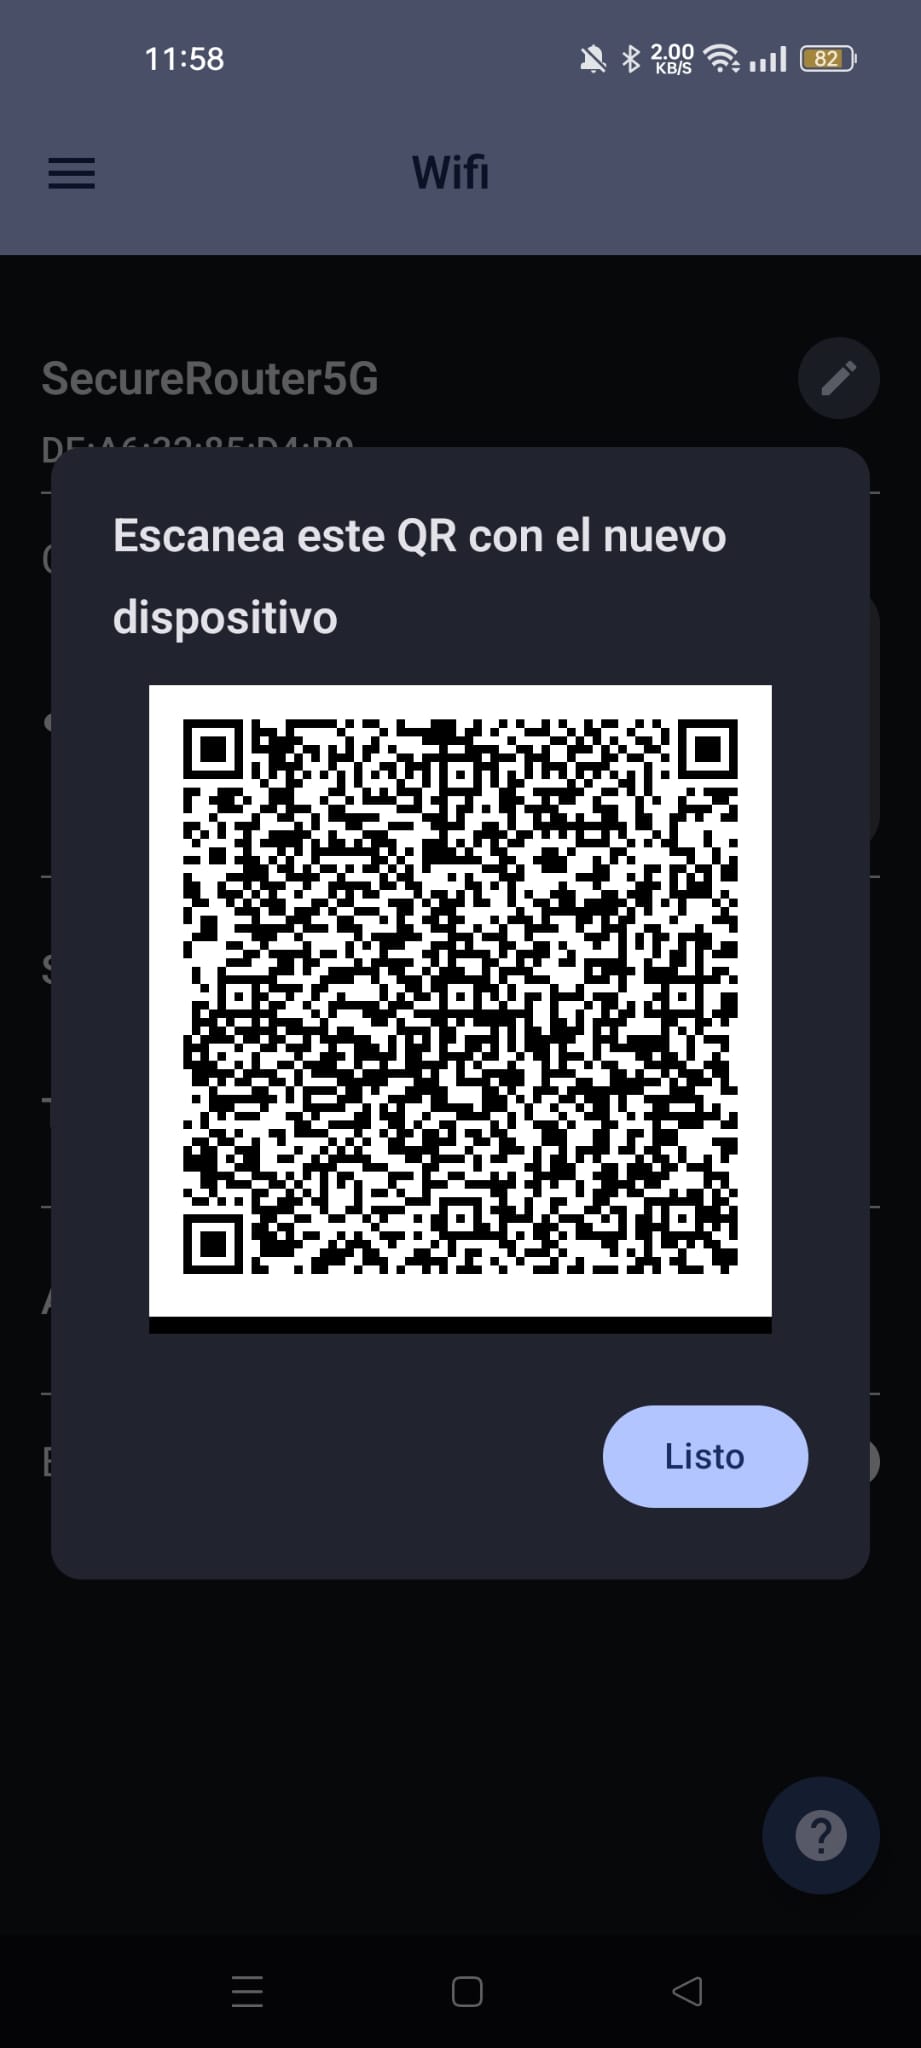 11:58
2.00
KB/S
82
Wifi
SecureRouter5G
Escanea este QR con el nuevo
dispositivo
Listo